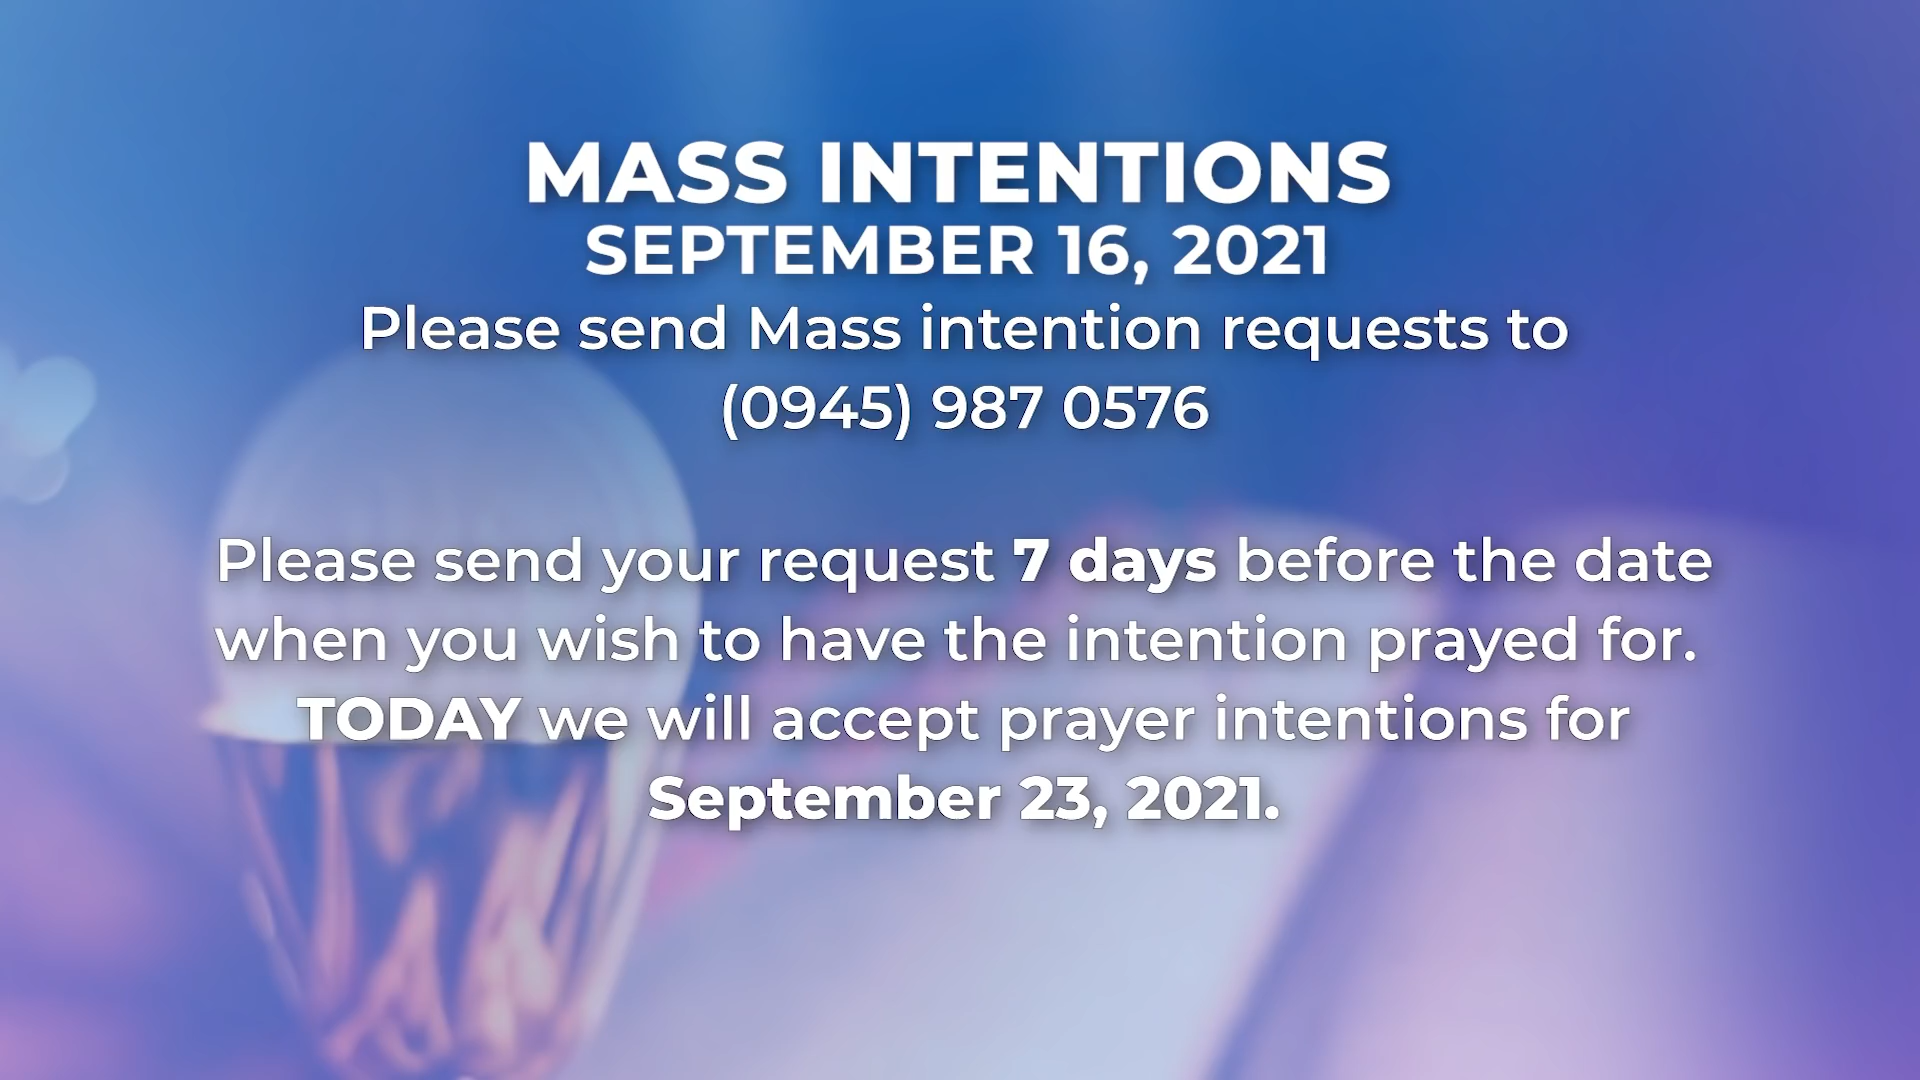 MASS INTENTIONS
SEPTEMBER 16, 2021
Please send Mass intention requests to
(0945) 987 0576
Please send your request 7 days before the date
when you wish to have the intention prayed for.
TODAY we will accept prayer intentions for
September 23, 2021.